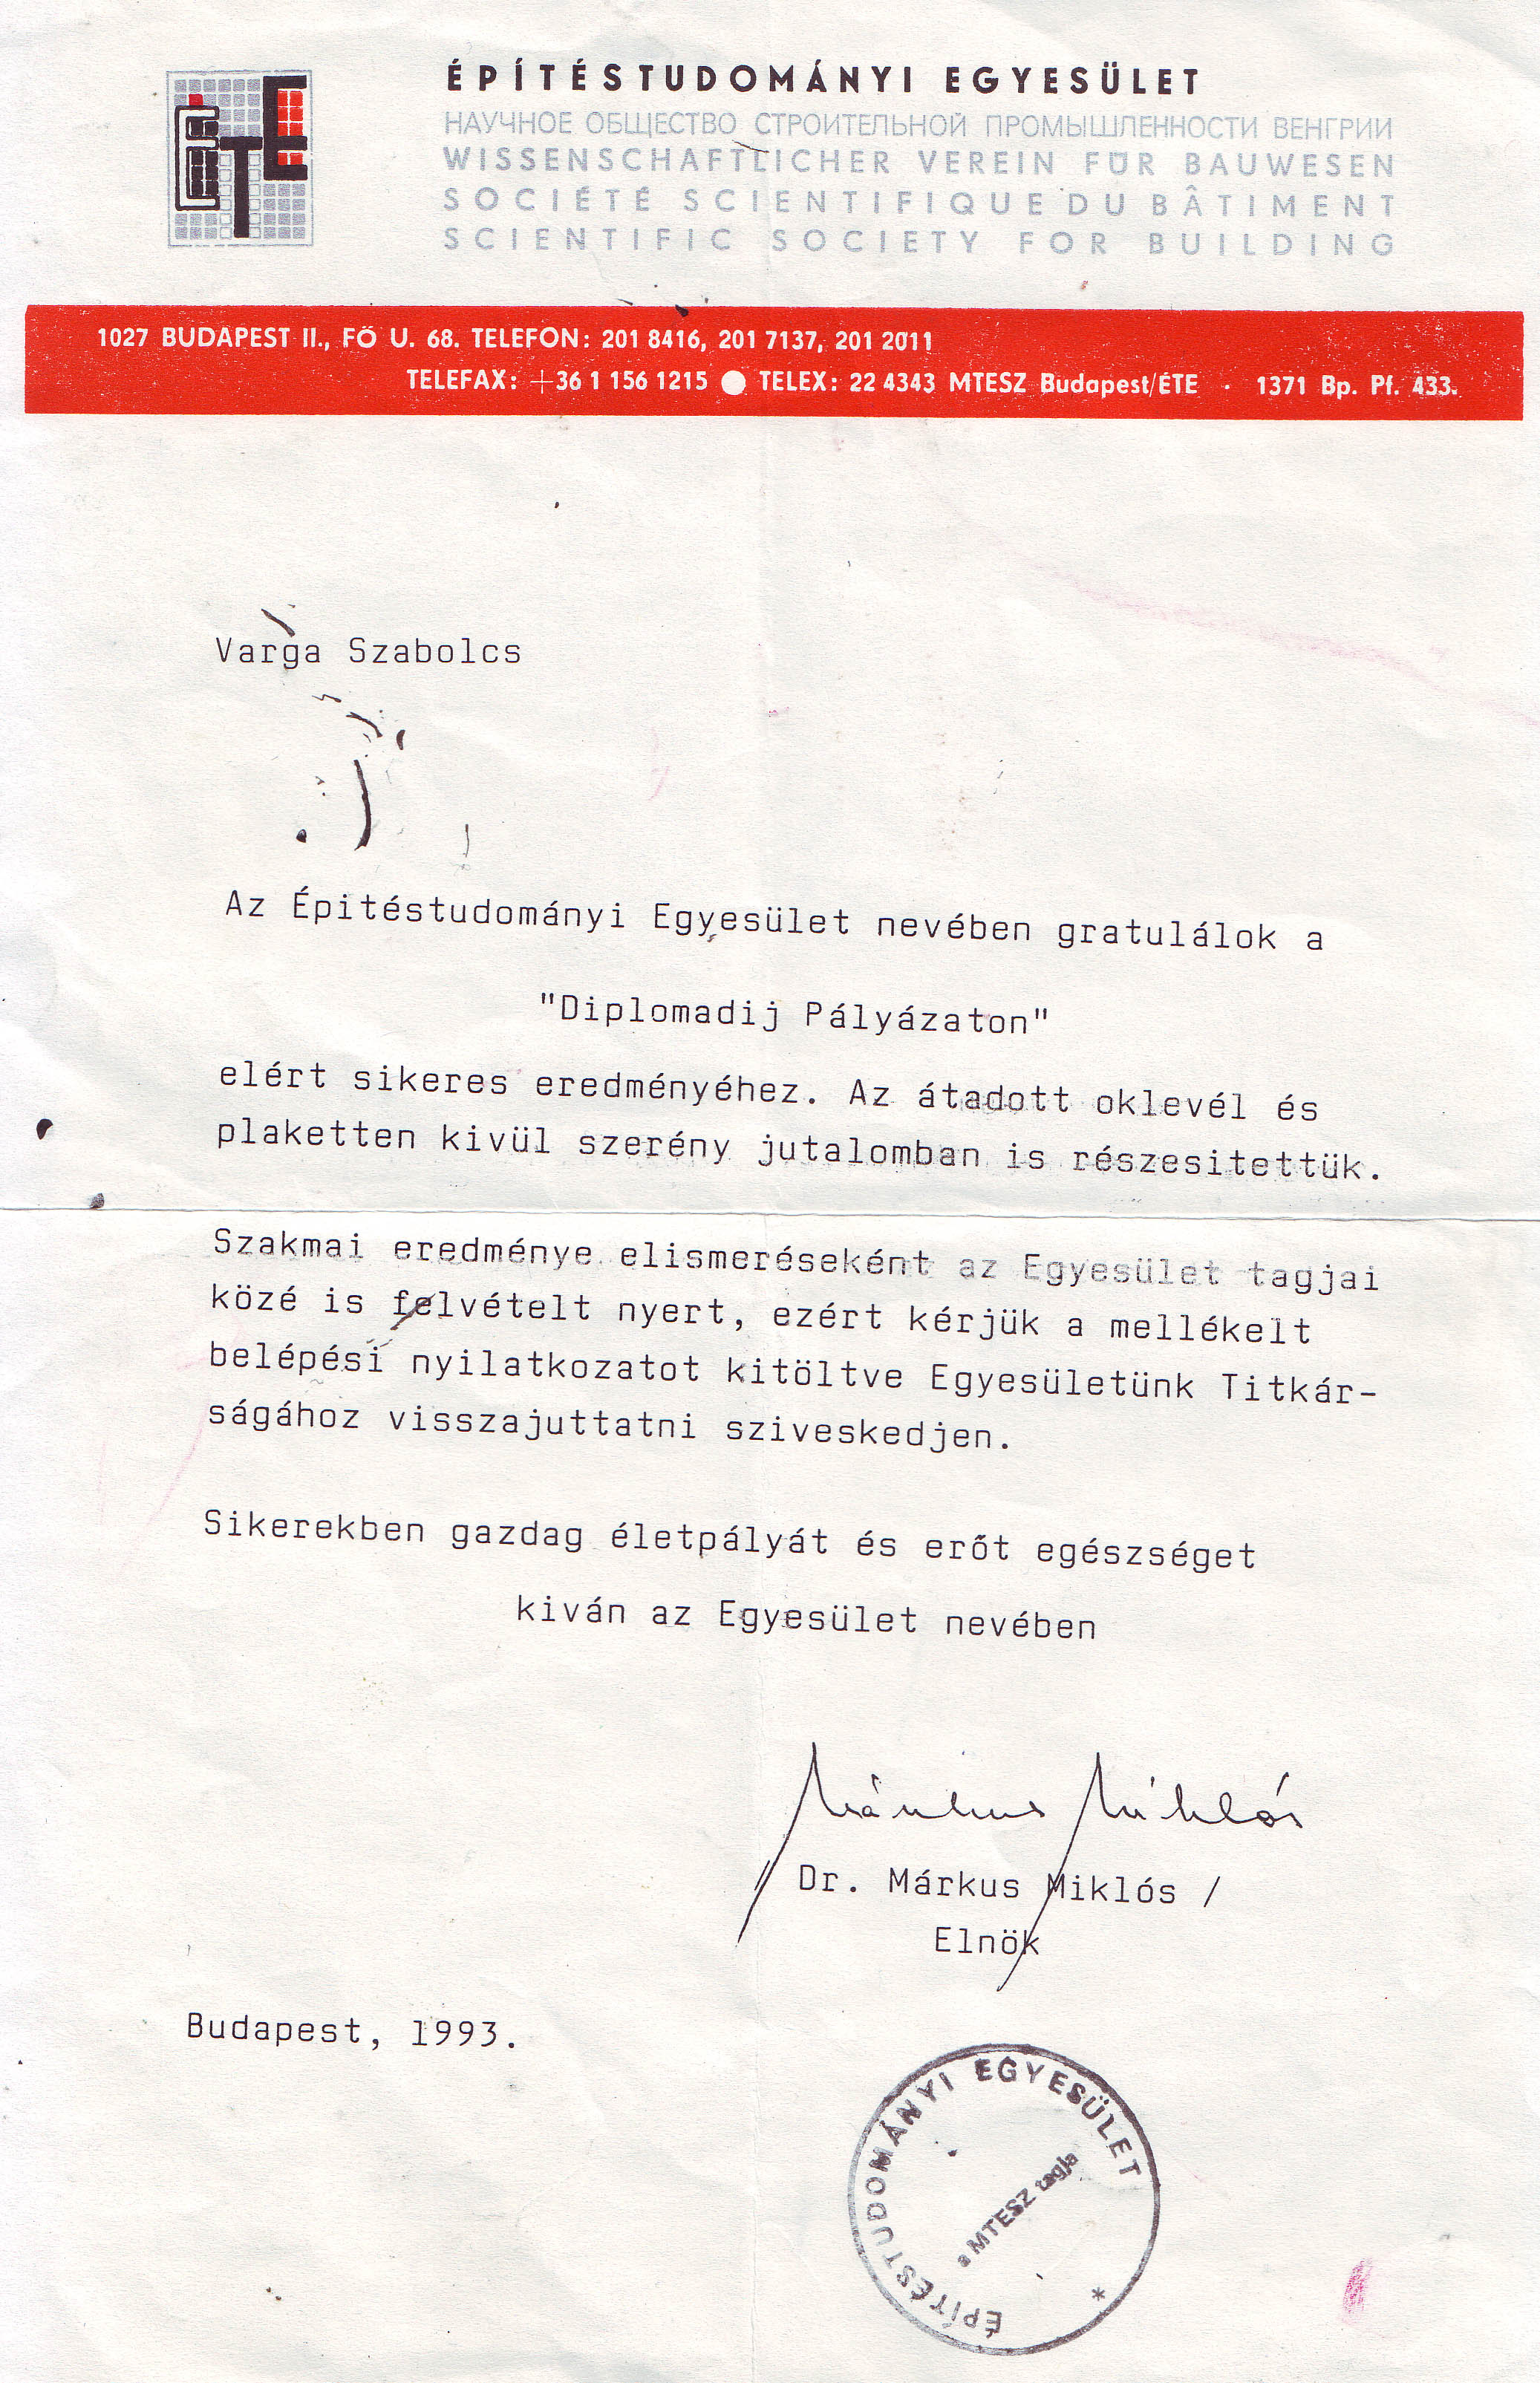 ÉTE
ÉPÍTÉSTUDOMÁNYI EGYESÜLET
НАУЧНОЕ ОБЩЕСТВО СТРОИТЕЛЬНОЙ ПРОМЫШЛЕННОСТИ ВЕНГРИИ
WISSENSCHAFTLICHER VEREIN FÜR BAUWESEN
SOCIÉTÉ SCIENTIFIQUE DU BÂTIMENT
SCIENTIFIC SOCIETY FOR BUILDING
1027 BUDAPEST II., FŐ U. 68. TELEFON: 201 8416, 201 7137, 201 2011
TELEFAX: +36 1 156 1215 ● TELEX: 22 4343 MTESZ Budapest/ÉTE · 1371 Bp. Pf. 433.
Varga Szabolcs
Az Épitéstudományi Egyesület nevében gratulálok a
"Diplomadij Pályázaton"
elért sikeres eredményéhez. Az átadott oklevél és
plaketten kivül szerény jutalomban is részesitettük.
Szakmai eredménye elismeréseként az Egyesület tagjai
közé is felvételt nyert, ezért kérjük a mellékelt
belépési nyilatkozatot kitöltve Egyesületünk Titkár-
ságához visszajuttatni sziveskedjen.
Sikerekben gazdag életpályát és erőt egészséget
kiván az Egyesület nevében
Márkus Miklós
/ Dr. Márkus Miklós /
Elnök
Budapest, 1993.
ÉPÍTÉSTUDOMÁNYI EGYESÜLET *
a MTESZ tagja